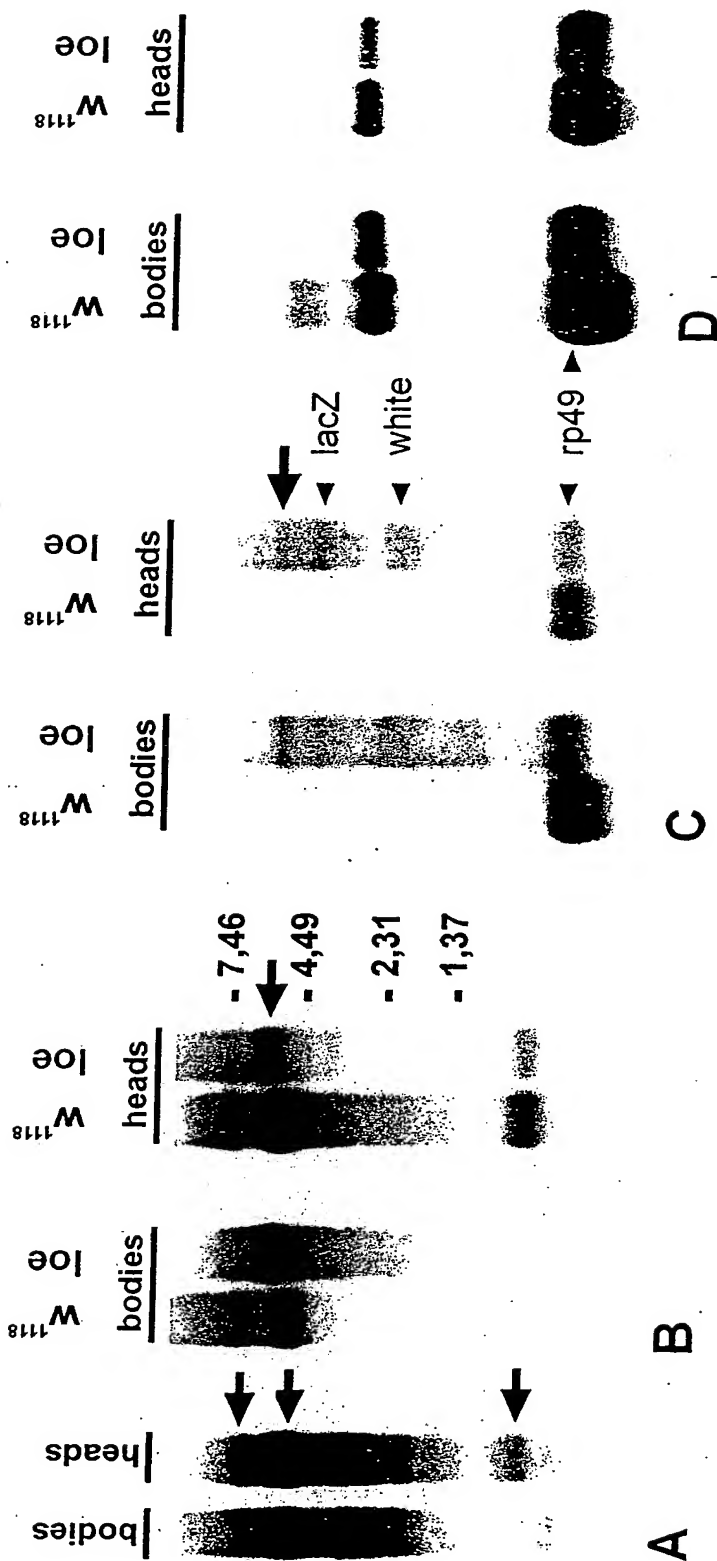 bodies
heads
A
w1118
loe
w1118
loe
bodies
heads
- 7,46
- 4,49
- 2,31
- 1,37
B
w1118
loe
w1118
loe
bodies
heads
lacZ
white
rp49
C
w1118
loe
w1118
loe
bodies
heads
D